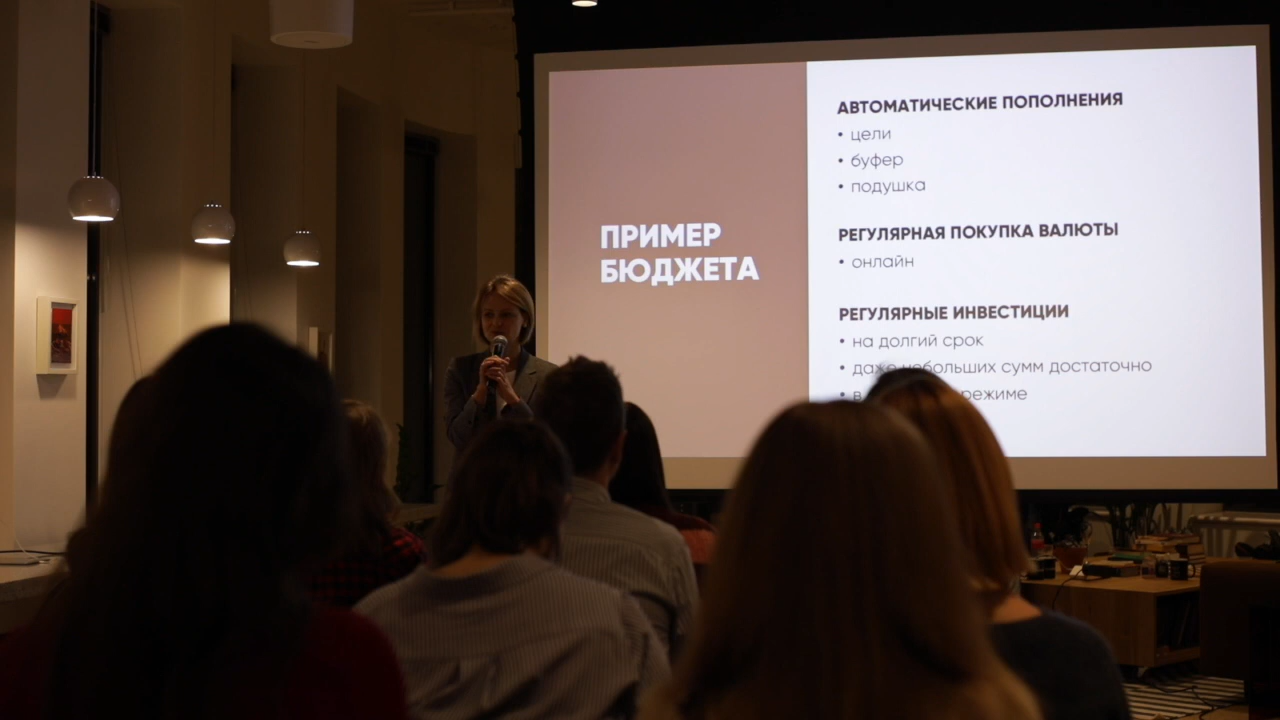 ПРИМЕР
БЮДЖЕТА
АВТОМАТИЧЕСКИЕ ПОПОЛНЕНИЯ
• цели
• буфер
• подушка
РЕГУЛЯРНАЯ ПОКУПКА ВАЛЮТЫ
• онлайн
РЕГУЛЯРНЫЕ ИНВЕСТИЦИИ
• на долгий срок
• даже небольших сумм достаточно
• в режиме